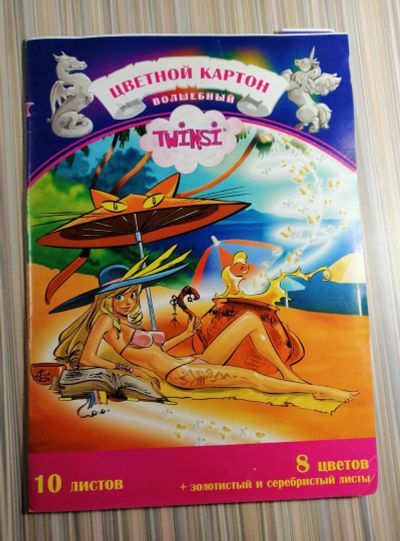 ЦВЕТНОЙ КАРТОН
ВОЛШЕБНЫЙ
TWINSI
10 листов
8 цветов
+ золотистый и серебристый листы